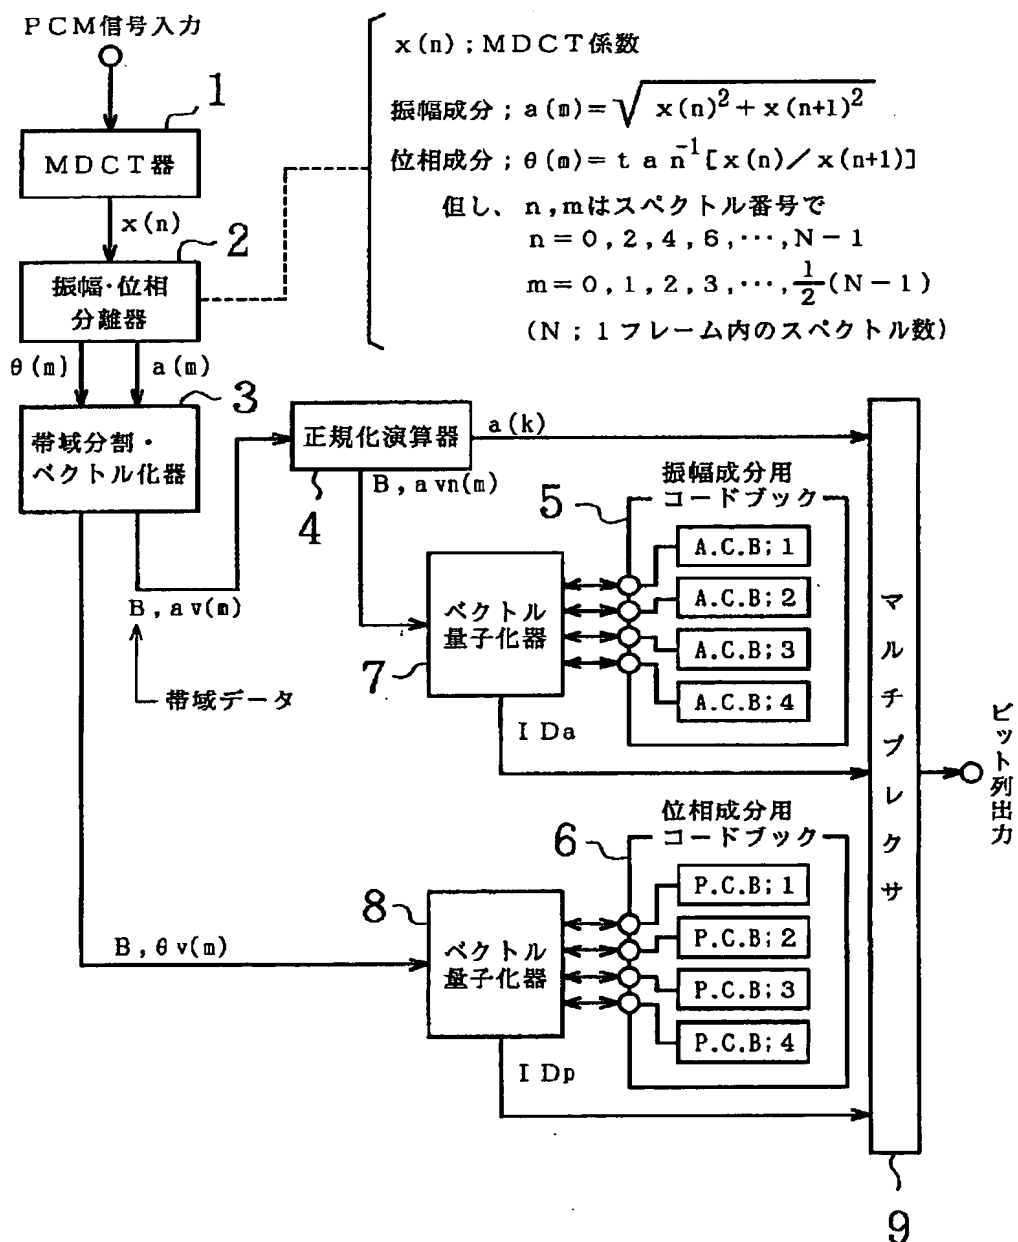 PCM信号入力
1
MDCT器
x(n)
2
振幅・位相
分離器
θ(m)
a(m)
x(n);MDCT係数
振幅成分;a(m)=√x(n)²+x(n+1)²
位相成分;θ(m)=tan⁻¹[x(n)/x(n+1)]
但し、n,mはスペクトル番号で
n=0,2,4,6,…,N-1
m=0,1,2,3,…,1/2(N-1)
(N;1フレーム内のスペクトル数)
3
帯域分割・
ベクトル化器
B,av(m)
帯域データ
正規化演算器
4
a(k)
B,avn(m)
振幅成分用
コードブック
5
A.C.B;1
A.C.B;2
A.C.B;3
A.C.B;4
ベクトル
量子化器
7
IDa
位相成分用
コードブック
6
P.C.B;1
P.C.B;2
P.C.B;3
P.C.B;4
8
ベクトル
量子化器
B,θv(m)
IDp
マルチプレクサ
9
ビット列出力